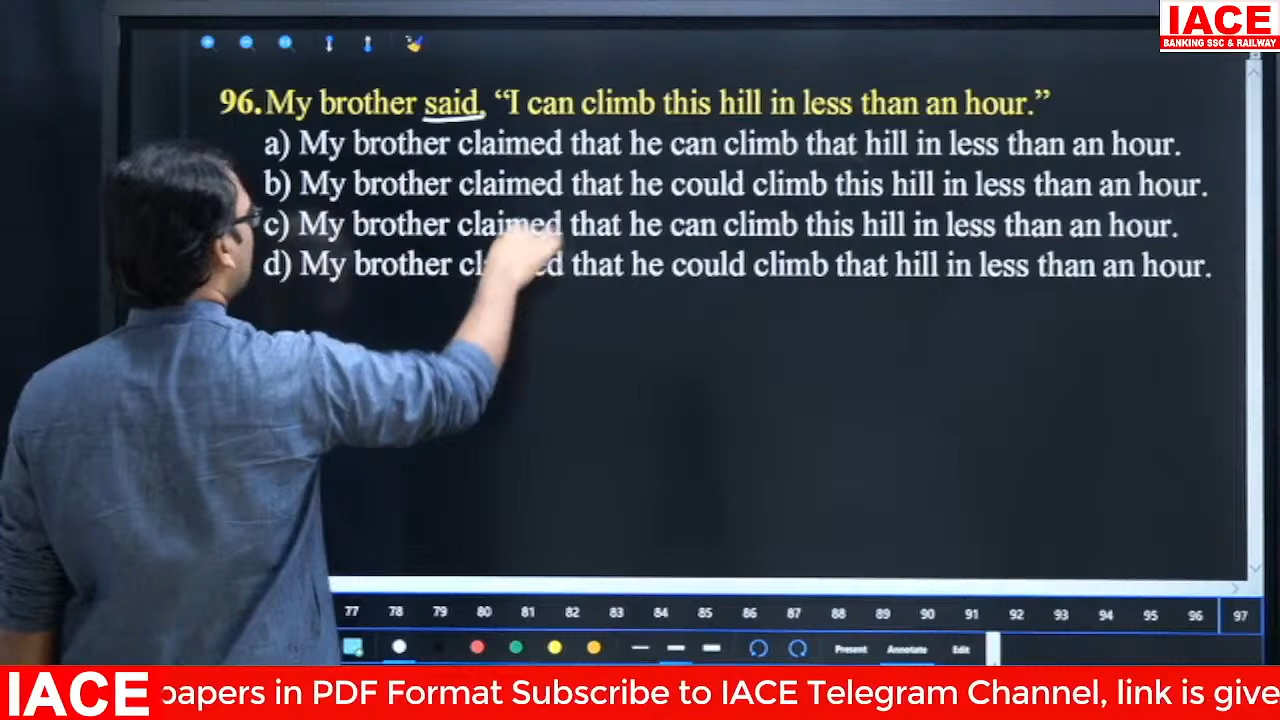 IACE
BANKING SSC & RAILWAY
96. My brother said, “I can climb this hill in less than an hour.”
a) My brother claimed that he can climb that hill in less than an hour.
b) My brother claimed that he could climb this hill in less than an hour.
c) My brother claimed that he can climb this hill in less than an hour.
d) My brother that he could climb that hill in less than an hour.
77 78 79 80 81 82 83 84 85 86 87 88 89 90 91 92 93 94 95 96 97
Present Annotate Edit
IACE papers in PDF Format Subscribe to IACE Telegram Channel, link is give